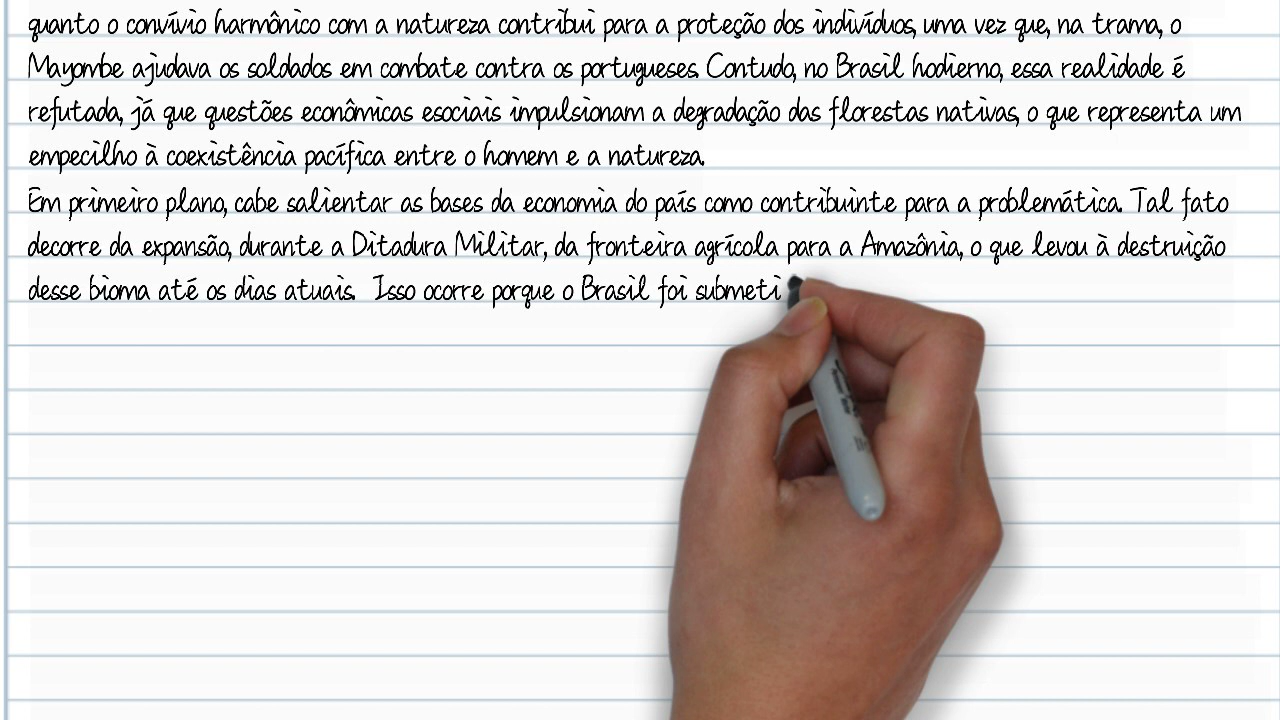 quanto o convívio harmônico com a natureza contribui para a proteção dos indivíduos, uma vez que, na trama, o
Mayombe ajudava os soldados em combate contra os portugueses. Contudo, no Brasil hodierno, essa realidade é
refutada, já que questões econômicas esociais impulsionam a degradação das florestas nativas, o que representa um
empecilho à coexistência pacífica entre o homem e a natureza.
Em primeiro plano, cabe salientar as bases da economia do país como contribuinte para a problemática. Tal fato
decorre da expansão, durante a Ditadura Militar, da fronteira agrícola para a Amazônia, o que levou à destruição
desse bioma até os dias atuais. Isso ocorre porque o Brasil foi submeti